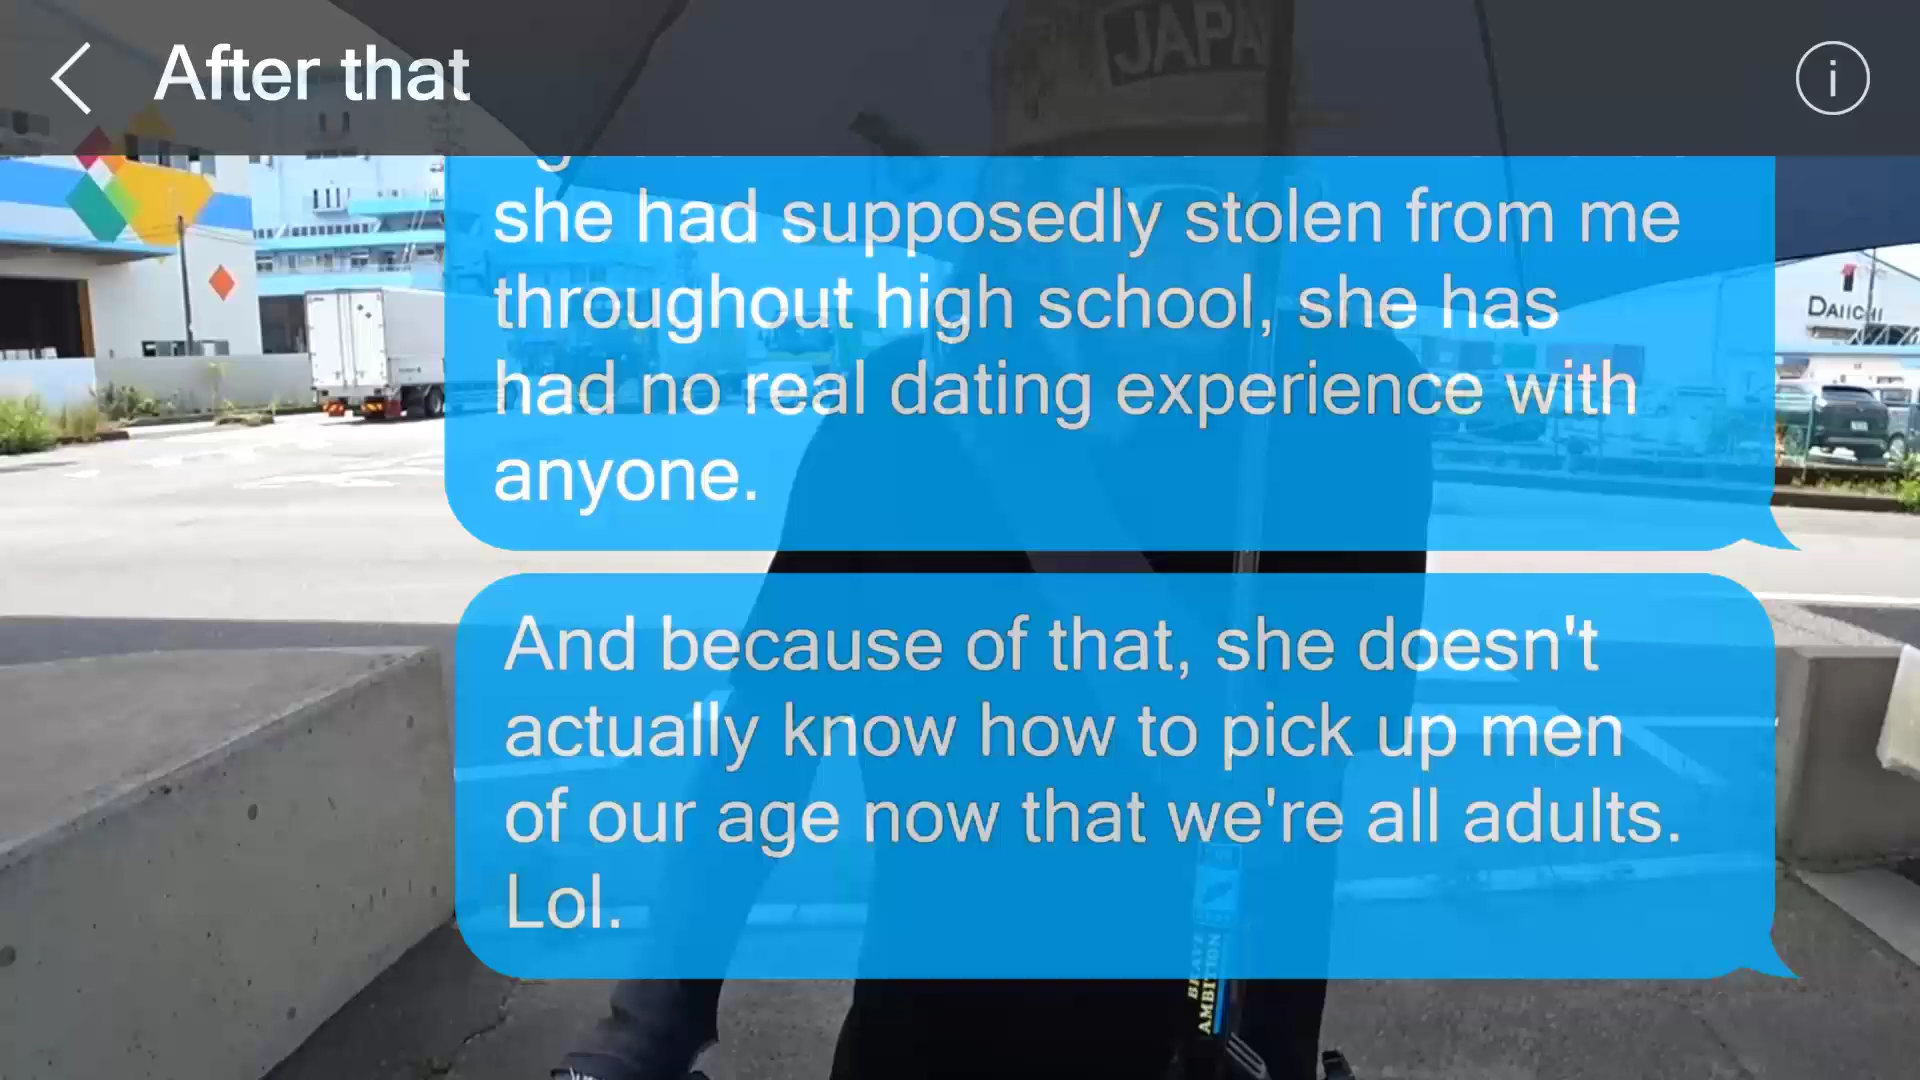 After that
JAPA
she had supposedly stolen from me
throughout high school, she has
had no real dating experience with
anyone.
DAIICHI
And because of that, she doesn't
actually know how to pick up men
of our age now that we're all adults.
Lol.
BRAVE
AMBITION